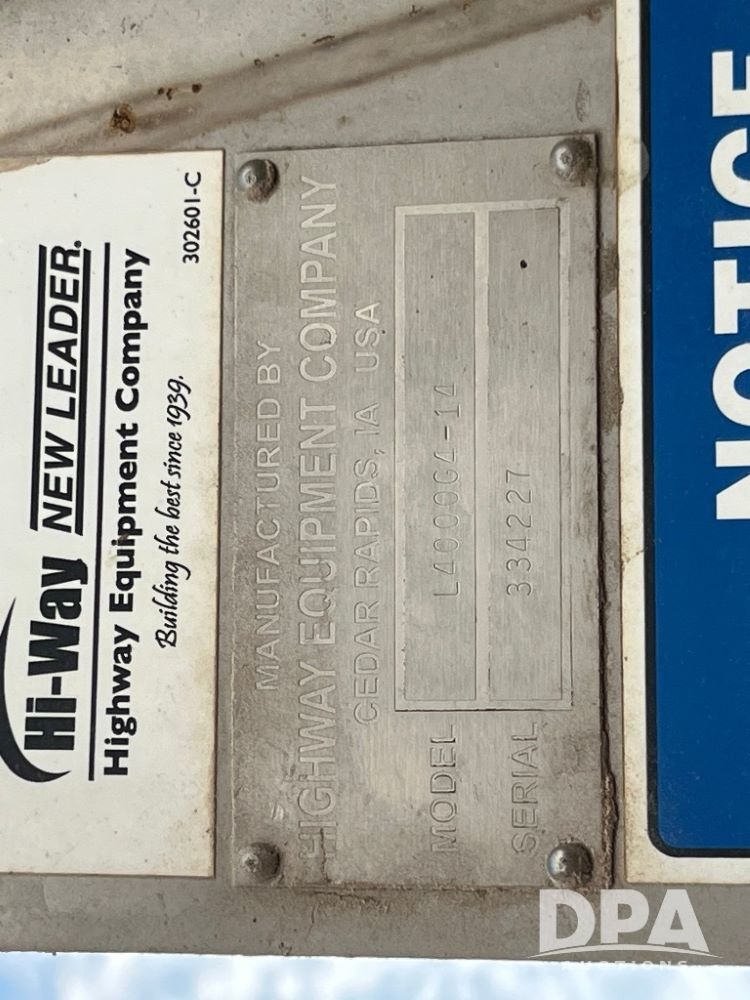 Hi-Way NEW LEADER.
Highway Equipment Company
Building the best since 1939.
302601-C
MANUFACTURED BY
HIGHWAY EQUIPMENT COMPANY
CEDAR RAPIDS, IA USA
MODEL L4000G4-14
SERIAL 334227
NOTICE
DPA
AUCTIONS